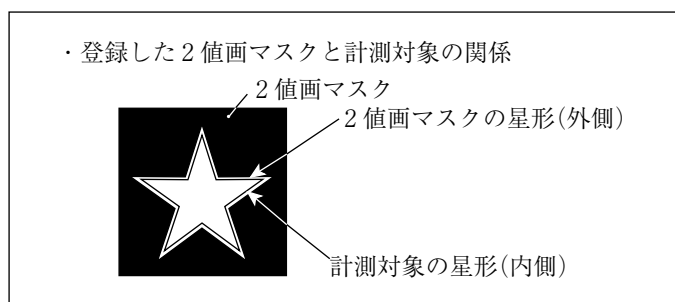 ・登録した２値画マスクと計測対象の関係
２値画マスク
２値画マスクの星形(外側)
計測対象の星形(内側)